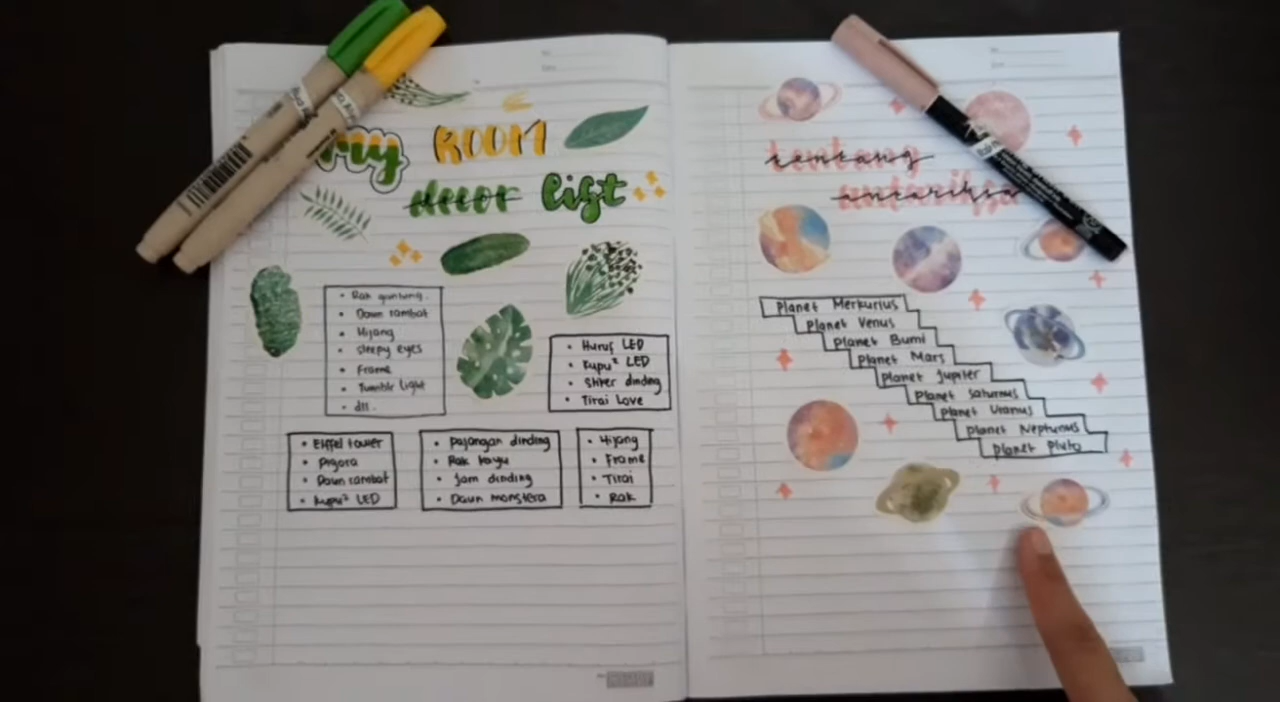 my ROOM
decor list
• Rak gantung.
• Daun rambat
• Hijang
• sleepy eyes
• Frame
• Tumblr light
• dll.
• Huruf LED
• Kupu² LED
• Stiker dinding
• Tirai Love
• Eiffel tower
• Pigora
• Daun rambat
• Kupu² LED
• pajangan dinding
• Rak kayu
• Jam dinding
• Daun monstera
• Hijang
• Frame
• Tirai
• Rak
tentang
antariksa
Planet Merkurius
Planet Venus
Planet Bumi
Planet Mars
Planet Jupiter
Planet Saturnus
Planet Uranus
Planet Neptunus
Planet Pluto